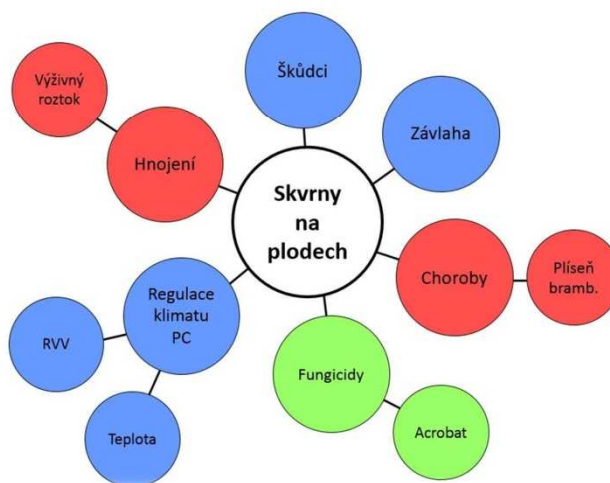 Výživný
roztok
Hnojení
Škůdci
Závlaha
Skvrny
na
plodech
Choroby
Plíseň
bramb.
Regulace
klimatu
PC
RVV
Teplota
Fungicidy
Acrobat